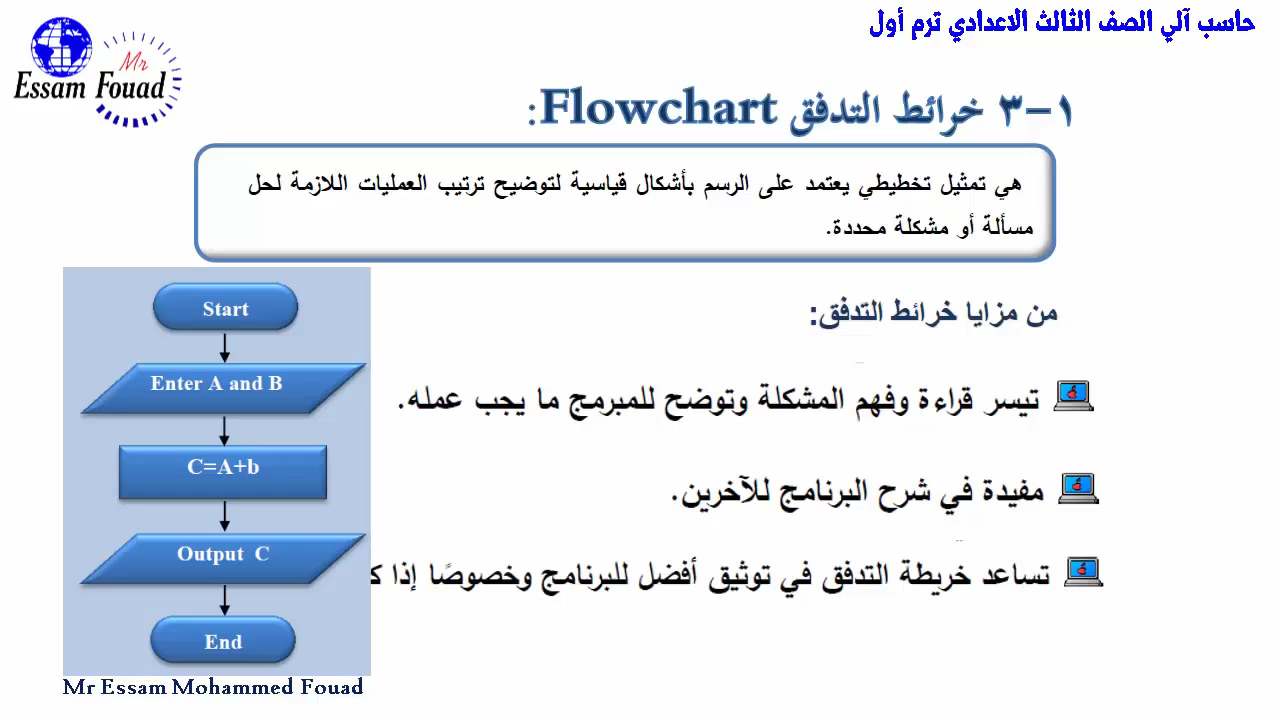 حاسب آلي الصف الثالث الاعدادي ترم أول
Mr
Essam Fouad
١-٣ خرائط التدفق Flowchart:
هي تمثيل تخطيطي يعتمد على الرسم بأشكال قياسية لتوضيح ترتيب العمليات اللازمة لحل
مسألة أو مشكلة محددة.
من مزايا خرائط التدفق:
تيسر قراءة وفهم المشكلة وتوضح للمبرمج ما يجب عمله.
مفيدة في شرح البرنامج للآخرين.
تساعد خريطة التدفق في توثيق أفضل للبرنامج وخصوصًا إذا
Start
Enter A and B
C=A+b
Output C
End
Mr Essam Mohammed Fouad